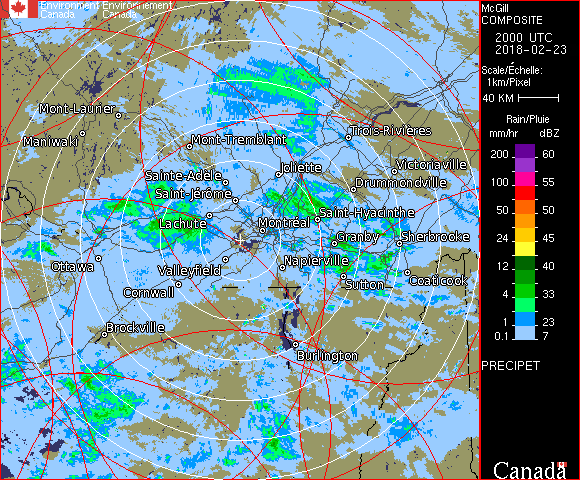 Environment Environnement
Canada Canada
McGill
COMPOSITE
2000 UTC
2018-02-23
Scale/Échelle:
1km/Pixel
40 KM
Rain/Pluie
mm/hr dBZ
200 60
100 55
50 50
24 45
12 40
4 33
1 23
0.1 7
PRECIPET
Canada
Mont-Laurier
Maniwaki
Mont-Tremblant
Trois-Rivières
Victoriaville
Joliette
Sainte-Adèle
Drummondville
Saint-Jérôme
Saint-Hyacinthe
Lachute
Montréal
Granby
Sherbrooke
Ottawa
Valleyfield
Napierville
Coaticook
Sutton
Cornwall
Brockville
Burlington